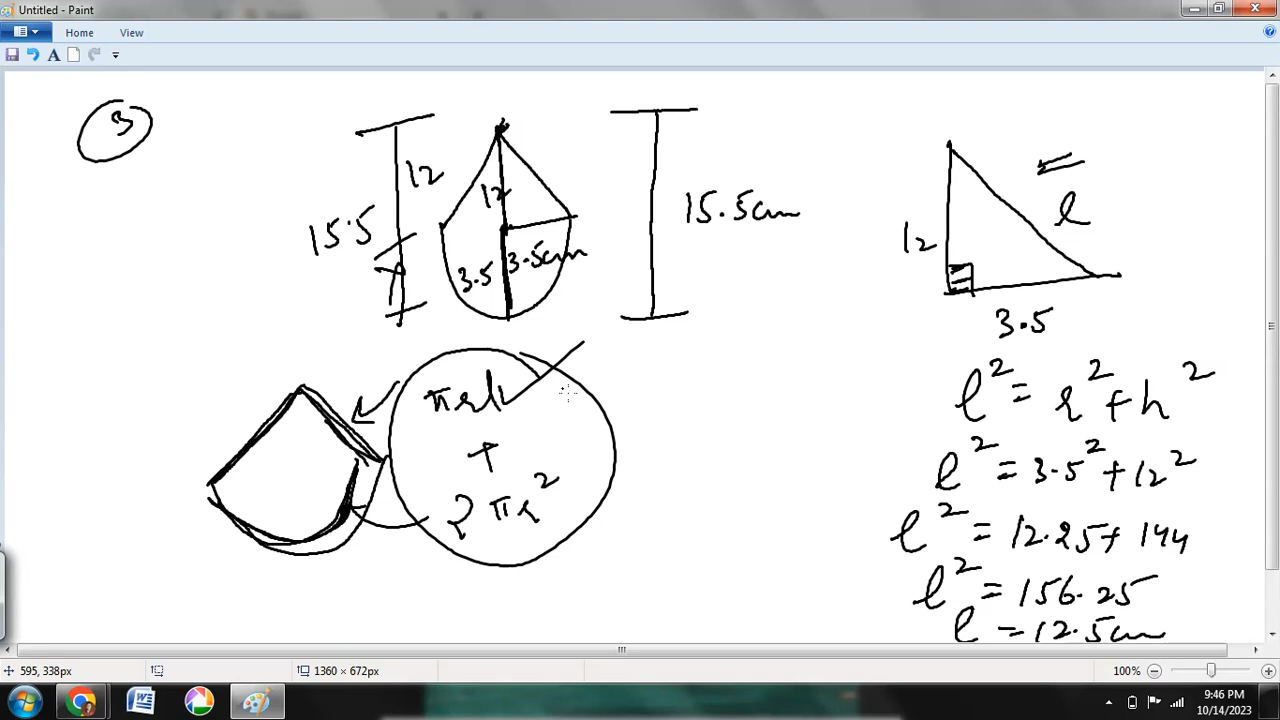 Untitled - Paint
Home View
3
12
15.5
12
3.5 3.5cm
15.5cm
12
l
3.5
πrl
+
2πr²
l² = r² + h²
l² = 3.5² + 12²
l² = 12.25 + 144
l² = 156.25
l = 12.5cm
595, 338px
1360 × 672px
100%
9:46 PM
10/14/2023